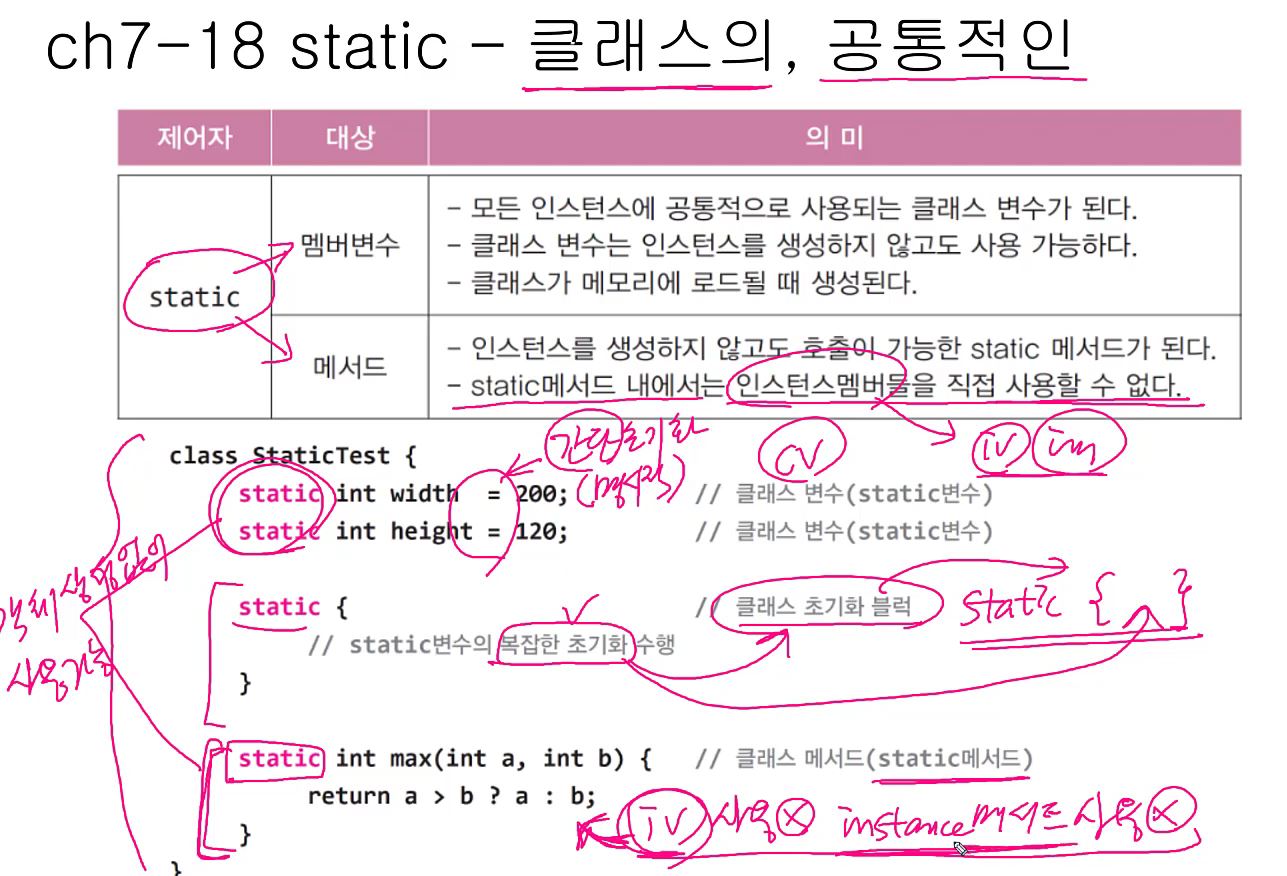 ch7-18 static - 클래스의, 공통적인
제어자 대상 의 미
static
멤버변수
- 모든 인스턴스에 공통적으로 사용되는 클래스 변수가 된다.
- 클래스 변수는 인스턴스를 생성하지 않고도 사용 가능하다.
- 클래스가 메모리에 로드될 때 생성된다.
메서드
- 인스턴스를 생성하지 않고도 호출이 가능한 static 메서드가 된다.
- static메서드 내에서는 인스턴스멤버들을 직접 사용할 수 없다.
간단초기화
(명시적)
cv
iv im
class StaticTest {
static int width = 200; // 클래스 변수(static변수)
static int height = 120; // 클래스 변수(static변수)
객체생성없이
사용가능
static { // 클래스 초기화 블럭
static { }
// static변수의 복잡한 초기화 수행
}
static int max(int a, int b) { // 클래스 메서드(static메서드)
return a > b ? a : b;
iv 사용 X instance메서드 사용 X
}
}